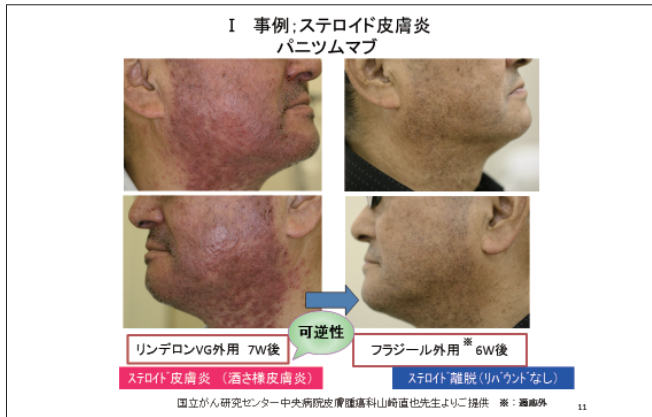 I 事例;ステロイド皮膚炎
パニツムマブ
可逆性
リンデロンVG外用 7W後
フラジール外用※6W後
ステロイド皮膚炎 (酒さ様皮膚炎)
ステロイド離脱(リバウンドなし)
国立がん研究センター中央病院皮膚腫瘍科山﨑直也先生よりご提供 ※:適応外
11